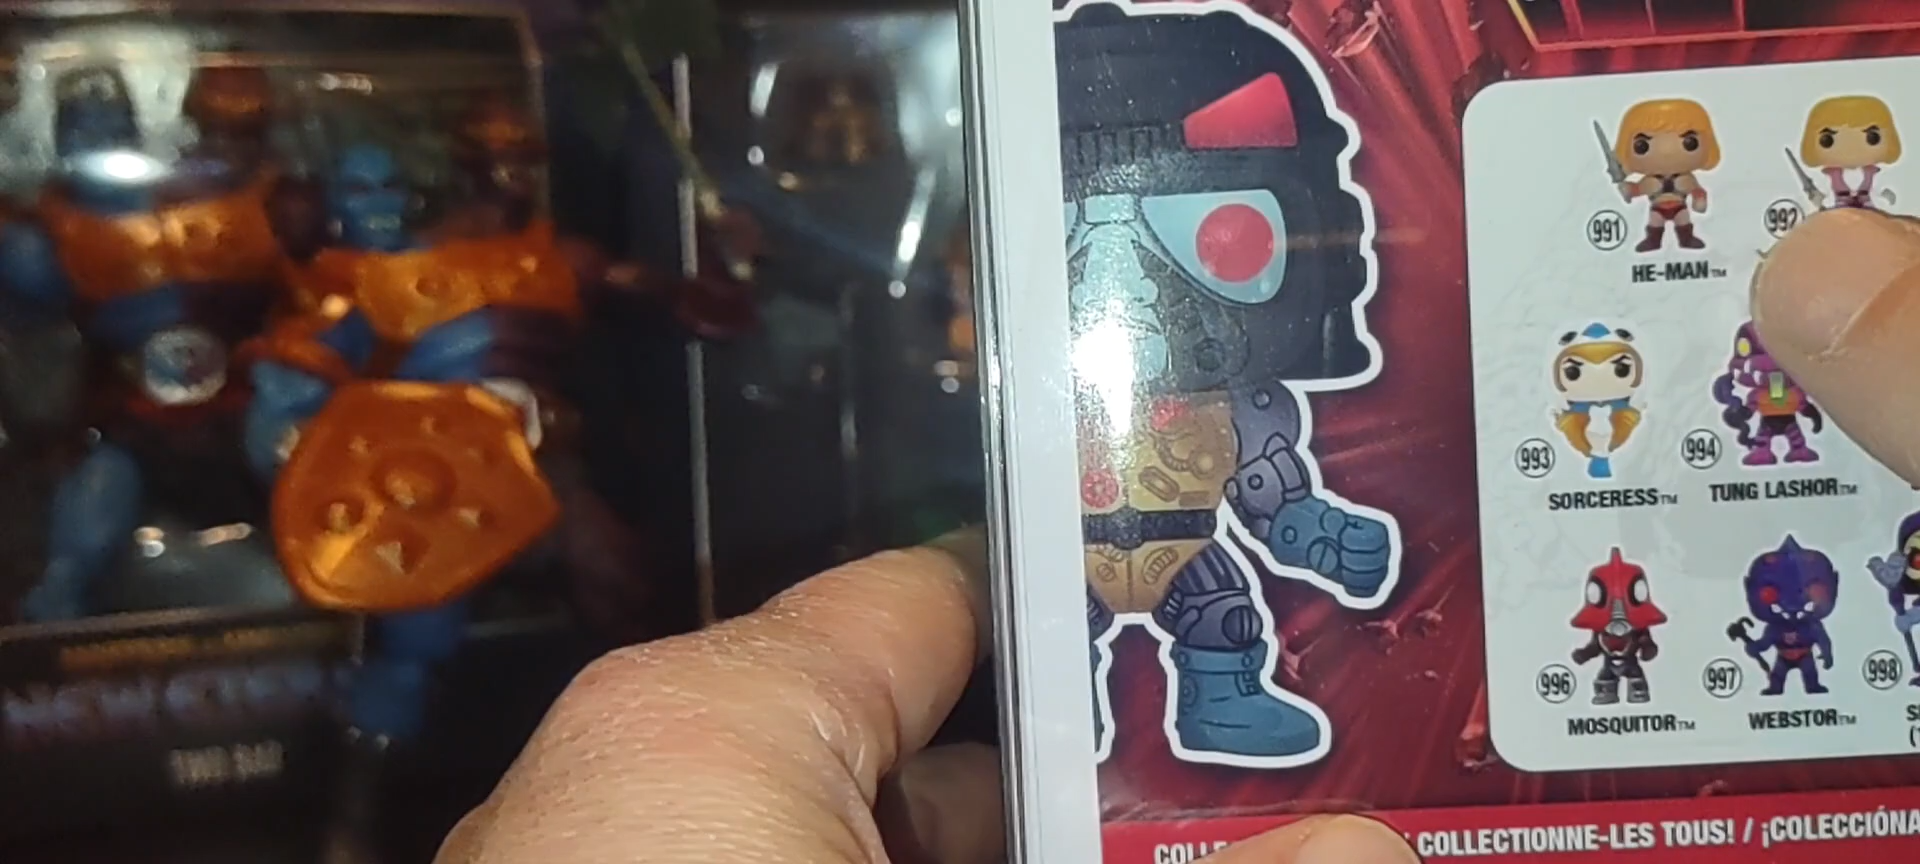 991
992
HE-MAN™
993
994
SORCERESS™
TUNG LASHOR™
996
997
998
MOSQUITOR™
WEBSTOR™
COLLECTIONNE-LES TOUS! / ¡COLECCIÓNA